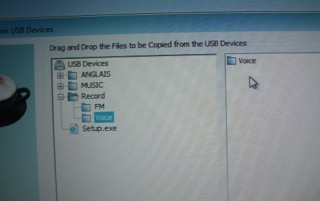 USB Devices
Drag and Drop the Files to be Copied from the USB Devices
USB Devices
Voice
ANGLAIS
MUSIC
Record
FM
Voice
Setup.exe